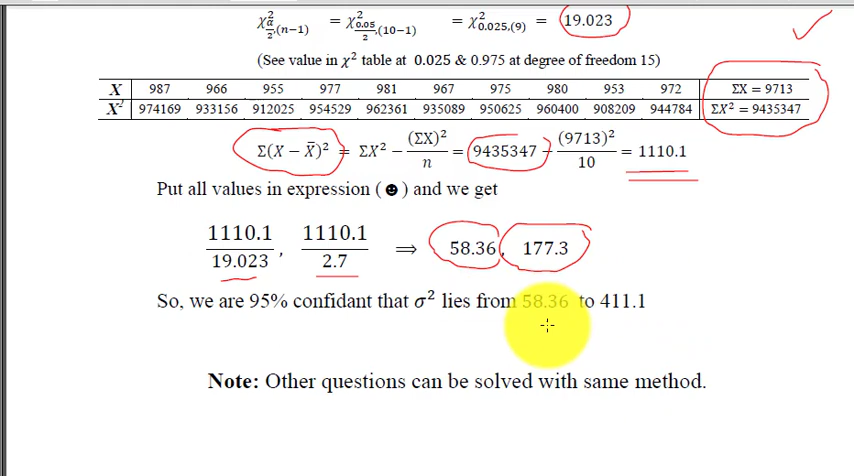 χ²α/2,(n−1) = χ²0.05/2,(10−1) = χ²0.025,(9) = 19.023
(See value in χ² table at 0.025 & 0.975 at degree of freedom 15)
X 987 966 955 977 981 967 975 980 953 972 ΣX = 9713
X² 974169 933156 912025 954529 962361 935089 950625 960400 908209 944784 ΣX² = 9435347
Σ(X − X̄)² = ΣX² − (ΣX)²/n = 9435347 − (9713)²/10 = 1110.1
Put all values in expression (☻) and we get
1110.1/19.023 , 1110.1/2.7 ⟹ 58.36, 177.3
So, we are 95% confidant that σ² lies from 58.36 to 411.1
Note: Other questions can be solved with same method.